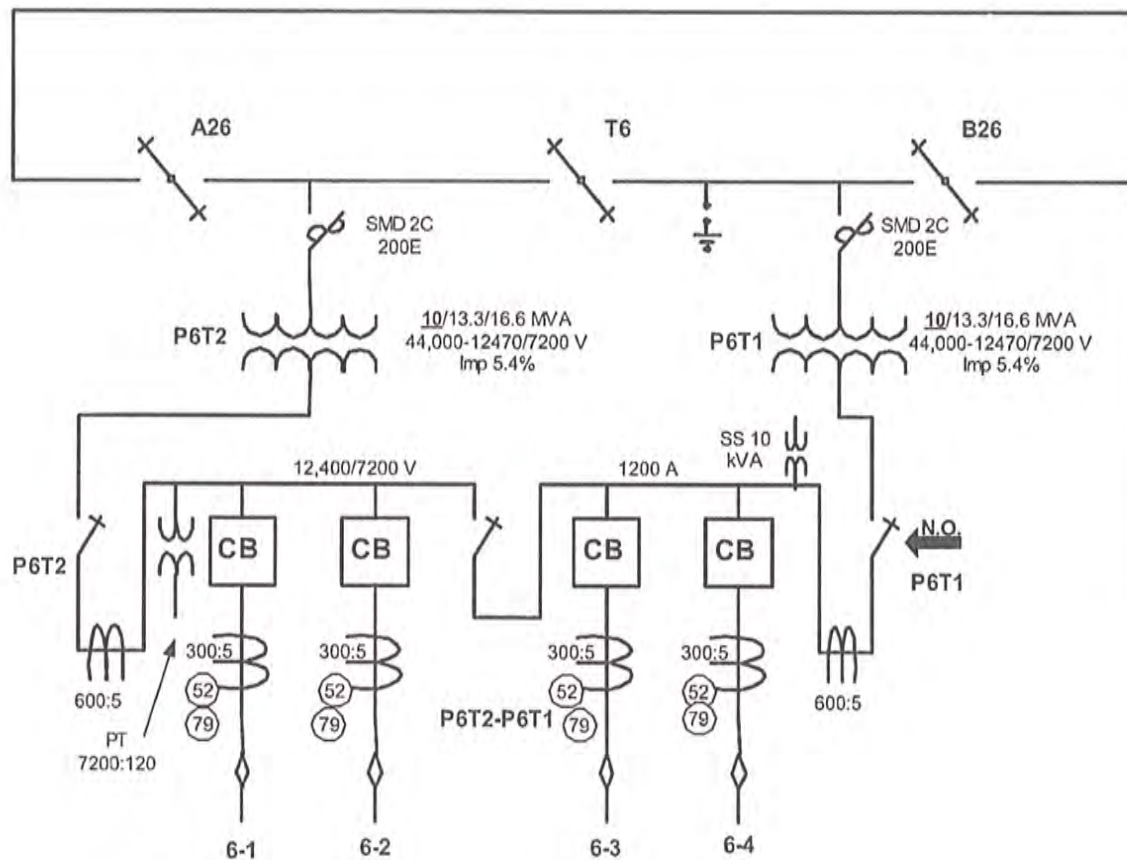 A26
T6
B26
SMD 2C
200E
SMD 2C
200E
P6T2
10/13.3/16.6 MVA
44,000-12470/7200 V
Imp 5.4%
P6T1
10/13.3/16.6 MVA
44,000-12470/7200 V
Imp 5.4%
SS 10
kVA
12,400/7200 V
1200 A
P6T2
CB
CB
CB
CB
N.O.
P6T1
300:5
300:5
300:5
300:5
600:5
52
52
52
52
600:5
79
79
P6T2-P6T1
79
79
PT
7200:120
6-1
6-2
6-3
6-4